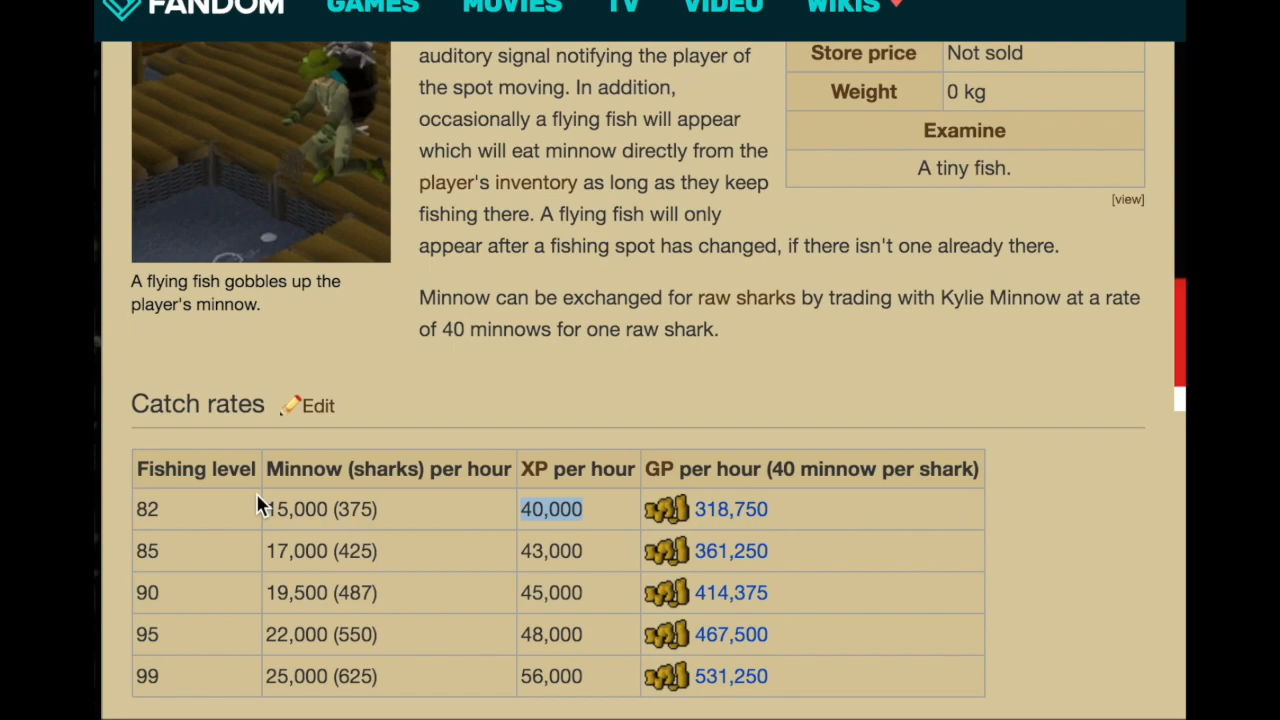 FANDOM GAMES MOVIES TV VIDEO WIKIS
auditory signal notifying the player of
the spot moving. In addition,
occasionally a flying fish will appear
which will eat minnow directly from the
player's inventory as long as they keep
fishing there. A flying fish will only
appear after a fishing spot has changed, if there isn't one already there.
Minnow can be exchanged for raw sharks by trading with Kylie Minnow at a rate
of 40 minnows for one raw shark.
Store price Not sold
Weight 0 kg
Examine
A tiny fish.
[view]
A flying fish gobbles up the
player's minnow.
Catch rates Edit
Fishing level Minnow (sharks) per hour XP per hour GP per hour (40 minnow per shark)
82 15,000 (375) 40,000 318,750
85 17,000 (425) 43,000 361,250
90 19,500 (487) 45,000 414,375
95 22,000 (550) 48,000 467,500
99 25,000 (625) 56,000 531,250